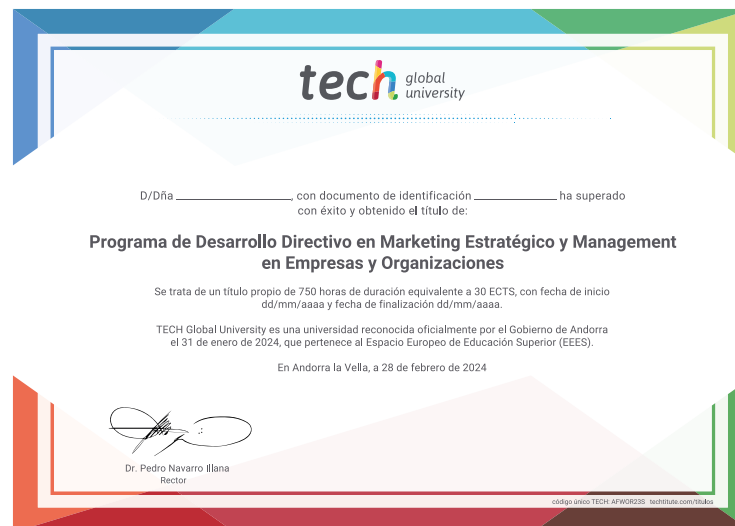 tech global university
D/Dña ____________________, con documento de identificación ______________ ha superado
con éxito y obtenido el título de:
Programa de Desarrollo Directivo en Marketing Estratégico y Management
en Empresas y Organizaciones
Se trata de un título propio de 750 horas de duración equivalente a 30 ECTS, con fecha de inicio
dd/mm/aaaa y fecha de finalización dd/mm/aaaa.
TECH Global University es una universidad reconocida oficialmente por el Gobierno de Andorra
el 31 de enero de 2024, que pertenece al Espacio Europeo de Educación Superior (EEES).
En Andorra la Vella, a 28 de febrero de 2024
Dr. Pedro Navarro Illana
Rector
código único TECH: AFWOR23S techtitute.com/titulos